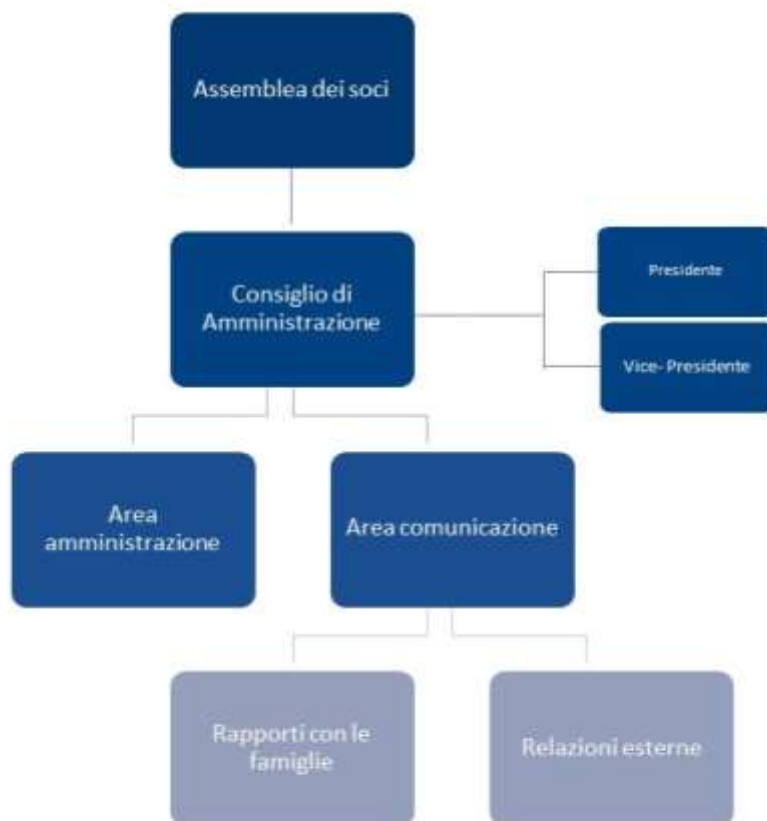 Assemblea dei soci
Consiglio di
Amministrazione
Presidente
Vice- Presidente
Area
amministrazione
Area comunicazione
Rapporti con le
famiglie
Relazioni esterne